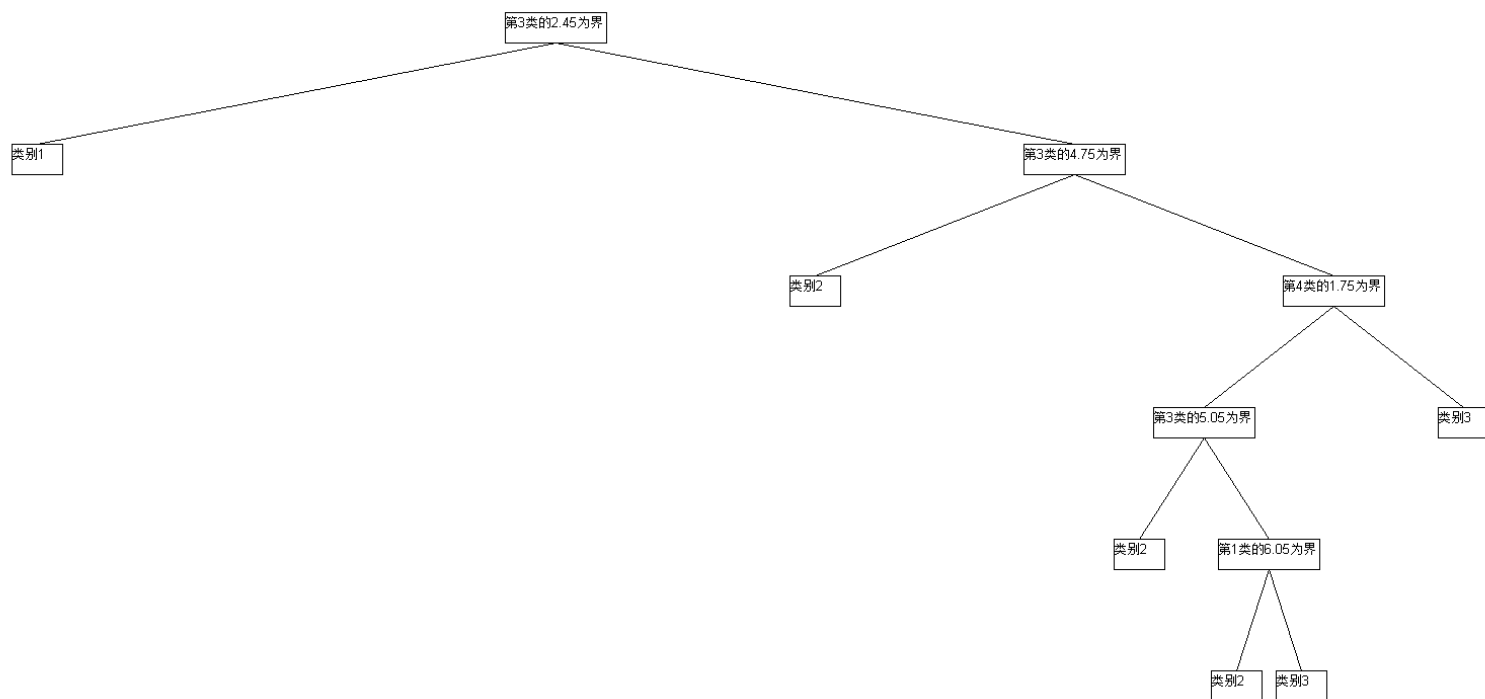 第3类的2.45为界
类别1
第3类的4.75为界
类别2
第4类的1.75为界
第3类的5.05为界
类别3
类别2
第1类的6.05为界
类别2
类别3